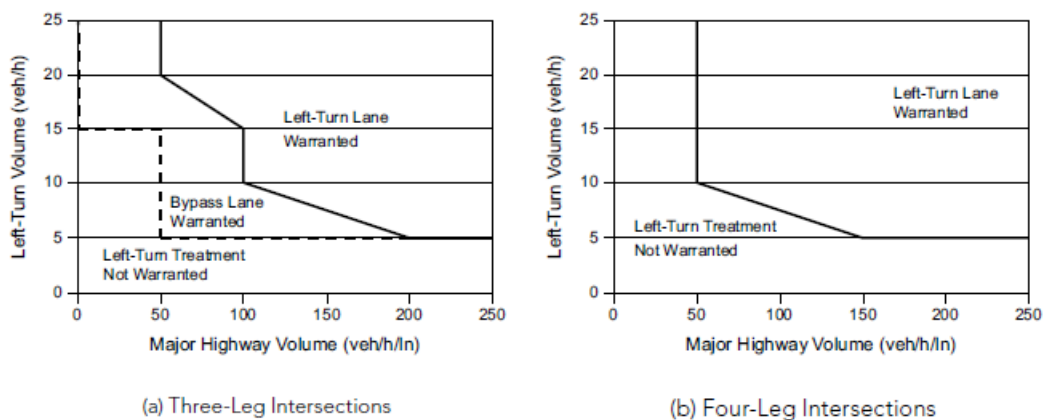 25
20
15
10
5
0
Left-Turn Volume (veh/h)
Left-Turn Lane
Warranted
Bypass Lane
Warranted
Left-Turn Treatment
Not Warranted
0 50 100 150 200 250
Major Highway Volume (veh/h/ln)
(a) Three-Leg Intersections
25
20
15
10
5
0
Left-Turn Volume (veh/h)
Left-Turn Lane
Warranted
Left-Turn Treatment
Not Warranted
0 50 100 150 200 250
Major Highway Volume (veh/h/ln)
(b) Four-Leg Intersections